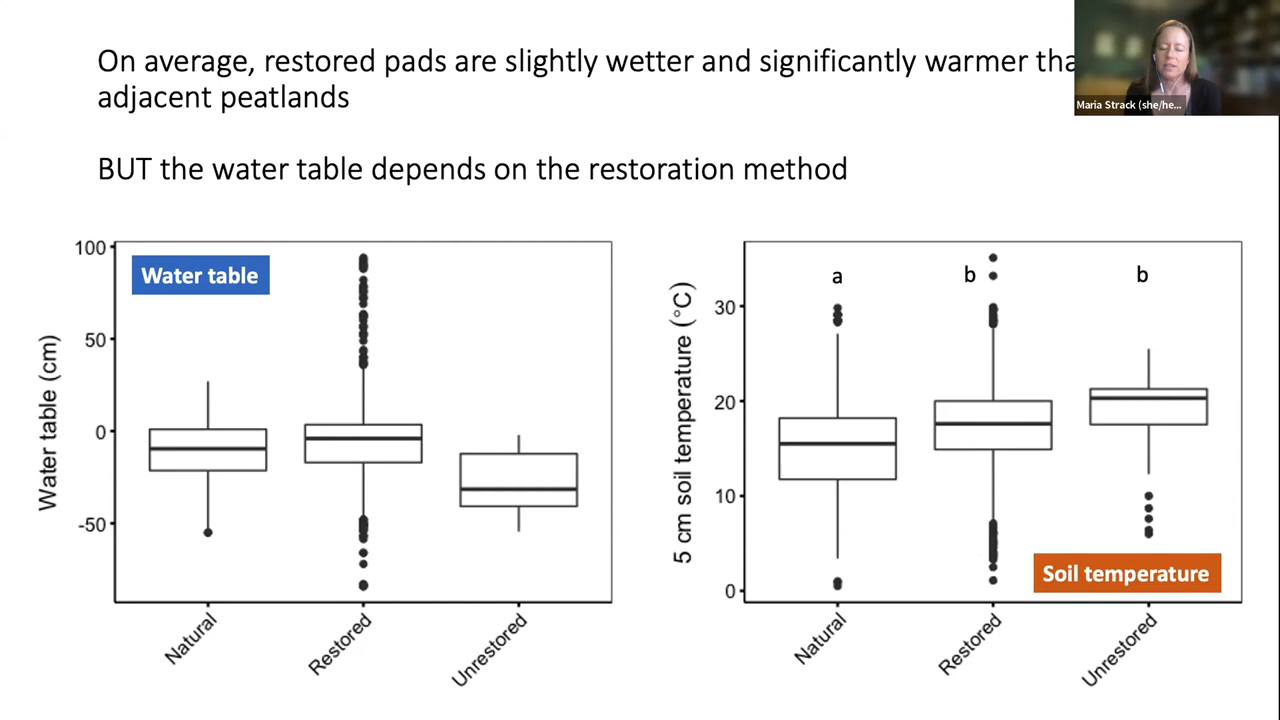 On average, restored pads are slightly wetter and significantly warmer
adjacent peatlands
BUT the water table depends on the restoration method
Maria Strack (she/he...
Water table
Water table (cm)
100
50
0
-50
Natural
Restored
Unrestored
a
b
b
5 cm soil temperature (°C)
30
20
10
0
Soil temperature
Natural
Restored
Unrestored